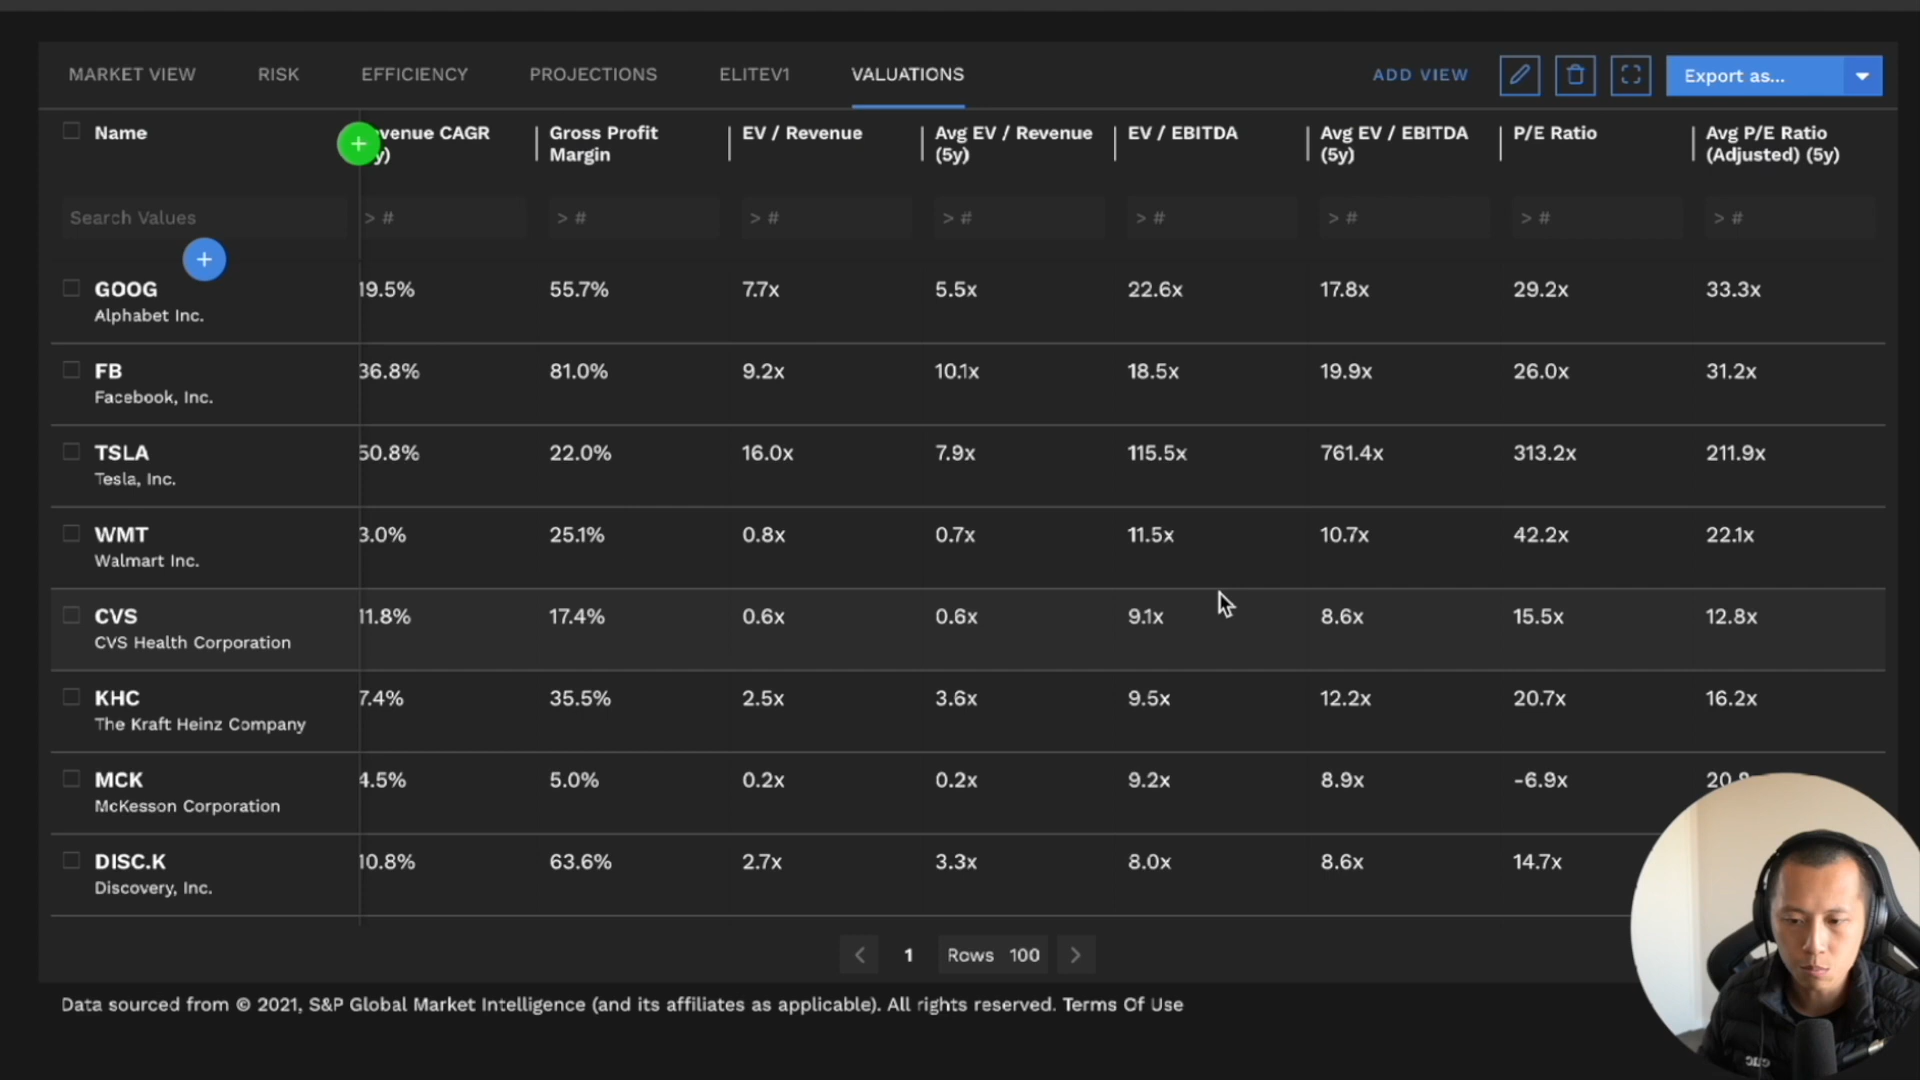 MARKET VIEW RISK EFFICIENCY PROJECTIONS ELITEV1 VALUATIONS ADD VIEW Export as...
Name venue CAGR Gross Profit EV / Revenue Avg EV / Revenue EV / EBITDA Avg EV / EBITDA P/E Ratio Avg P/E Ratio
y) Margin (5y) (5y) (Adjusted) (5y)
Search Values > # > # > # > # > # > # > # > #
GOOG 19.5% 55.7% 7.7x 5.5x 22.6x 17.8x 29.2x 33.3x
Alphabet Inc.
FB 36.8% 81.0% 9.2x 10.1x 18.5x 19.9x 26.0x 31.2x
Facebook, Inc.
TSLA 50.8% 22.0% 16.0x 7.9x 115.5x 761.4x 313.2x 211.9x
Tesla, Inc.
WMT 3.0% 25.1% 0.8x 0.7x 11.5x 10.7x 42.2x 22.1x
Walmart Inc.
CVS 11.8% 17.4% 0.6x 0.6x 9.1x 8.6x 15.5x 12.8x
CVS Health Corporation
KHC 7.4% 35.5% 2.5x 3.6x 9.5x 12.2x 20.7x 16.2x
The Kraft Heinz Company
MCK 4.5% 5.0% 0.2x 0.2x 9.2x 8.9x -6.9x
McKesson Corporation
DISC.K 10.8% 63.6% 2.7x 3.3x 8.0x 8.6x 14.7x
Discovery, Inc.
1 Rows 100
Data sourced from © 2021, S&P Global Market Intelligence (and its affiliates as applicable). All rights reserved. Terms Of Use